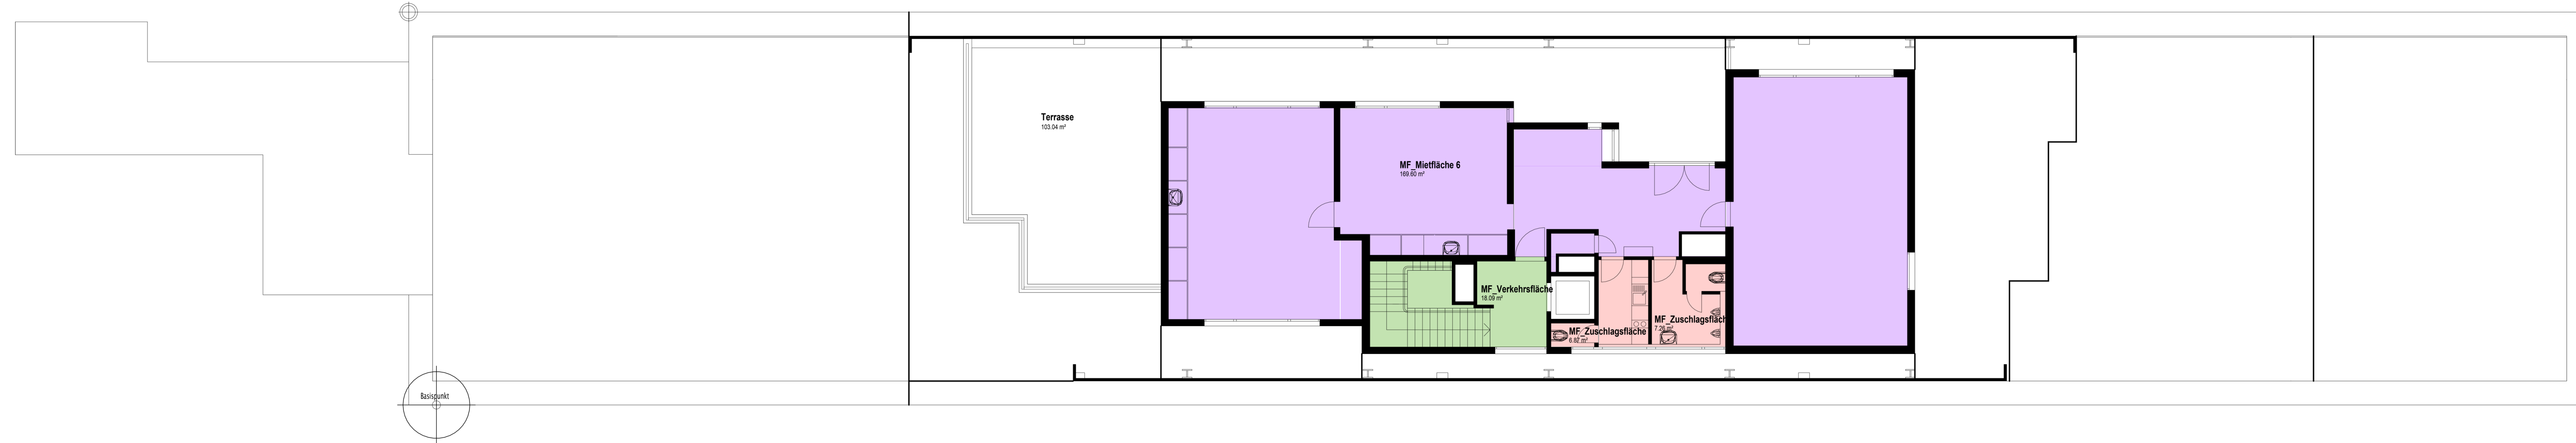 Terrasse
103.04 m²
MF_Mietfläche 6
169.60 m²
MF_Verkehrsfläche
18.09 m²
MF_Zuschlagsfläche
6.82 m²
MF_Zuschlagsfläch
7.26 m²
Basispunkt